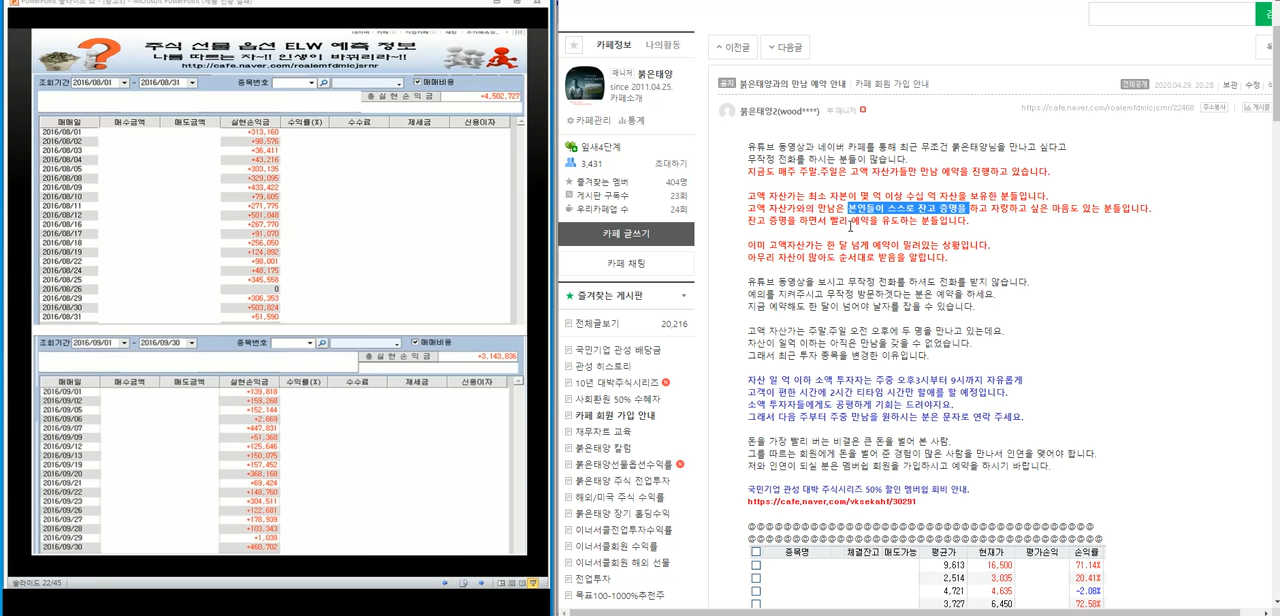 주식 선물 옵션 ELW 예측 정보
나를 따르는 자~!! 인생이 바뀌리라~!!
http://cafe.naver.com/roalemfdmlcjsrnr
조회기간 2016/08/01 ~ 2016/08/31 종목번호 매매비용
총 실 현 손 익 금 +4,502,727
매매일 매수금액 매도금액 실현손익금 수익률(%) 수수료 제세금 신용이자
2016/08/01 +313,160
2016/08/02 +98,576
2016/08/03 +36,411
2016/08/04 +43,216
2016/08/05 +303,135
2016/08/08 +329,095
2016/08/09 +433,422
2016/08/10 +79,605
2016/08/11 +271,775
2016/08/12 +501,048
2016/08/16 +267,770
2016/08/17 +91,070
2016/08/18 +256,050
2016/08/19 +124,892
2016/08/22 +98,001
2016/08/24 +48,175
2016/08/25 +345,558
2016/08/26 0
2016/08/29 +306,353
2016/08/30 +503,824
2016/08/31 +51,590
조회기간 2016/09/01 ~ 2016/09/30 종목번호 매매비용
총 실 현 손 익 금 +3,143,836
매매일 매수금액 매도금액 실현손익금 수익률(%) 수수료 제세금 신용이자
2016/09/01 +139,818
2016/09/02 +159,268
2016/09/05 +152,144
2016/09/06 +2,669
2016/09/07 +447,831
2016/09/09 +51,368
2016/09/12 +125,646
2016/09/13 +150,075
2016/09/19 +157,452
2016/09/20 +368,168
2016/09/21 +69,424
2016/09/22 +148,760
2016/09/23 +304,511
2016/09/26 +122,681
2016/09/27 +178,939
2016/09/28 +103,343
2016/09/29 +1,038
2016/09/30 +460,702
슬라이드 22/45
카페정보 나의활동
매니저 붉은태양
since 2011.04.25.
카페소개
카페관리 통계
잎새4단계
3,431 초대하기
즐겨찾는 멤버 404명
게시판 구독수 23회
우리카페앱 수 24회
카페 글쓰기
카페 채팅
즐겨찾는 게시판
전체글보기 20,216
국민기업 관성 배당금
관성 히스토리
10년 대박주식시리즈
사회환원 50% 수혜자
카페 회원 가입 안내
재무차트 교육
붉은태양 칼럼
붉은태양선물옵션수익률
붉은태양 주식 전업투자
해외/미국 주식 수익률
붉은태양 장기 홀딩수익
이너서클전업투자수익률
이너서클회원 수익률
이너서클회원 해외 선물
전업투자
목표100-1000%추천주
이전글 다음글
공지 붉은태양과의 만남 예약 안내 카페 회원 가입 안내 전체공개 2020.04.29. 20:28 보관 수정
붉은태양2(wood****) 부매니저 https://cafe.naver.com/roalemfdmlcjsrnr/22468 주소복사
유튜브 동영상과 네이버 카페를 통해 최근 무조건 붉은태양님을 만나고 싶다고
무작정 전화를 하시는 분들이 많습니다.
지금도 매주 주말.주일은 고액 자산가들만 만남 예약을 진행하고 있습니다.
고액 자산가는 최소 자본이 몇 억 이상 수십 억 자산을 보유한 분들입니다.
고액 자산가와의 만남은 본인들이 스스로 잔고 증명을 하고 자랑하고 싶은 마음도 있는 분들입니다.
잔고 증명을 하면서 빨리 예약을 유도하는 분들입니다.
이미 고액자산가는 한 달 넘게 예약이 밀려있는 상황입니다.
아무리 자산이 많아도 순서대로 받음을 알립니다.
유튜브 동영상을 보시고 무작정 전화를 하셔도 전화를 받지 않습니다.
예의를 지켜주시고 무작정 방문하겠다는 분은 예약을 하세요.
지금 예약해도 한 달이 넘어야 날자를 잡을 수 있습니다.
고액 자산가는 주말.주일 오전 오후에 두 명을 만나고 있는데요.
자산이 일억 이하는 아직은 만남을 갖을 수 없었습니다.
그래서 최근 투자 종목을 변경한 이유입니다.
자산 일 억 이하 소액 투자자는 주중 오후3시부터 9시까지 자유롭게
고객이 편한 시간에 2시간 티타임 시간만 할애를 할 예정입니다.
소액 투자자들에게도 공평하게 기회는 드려야지요.
그래서 다음 주부터 주중 만남을 원하시는 분은 문자로 연락 주세요.
돈을 가장 빨리 버는 비결은 큰 돈을 벌어 본 사람.
그를 따르는 회원에게 돈을 벌어 준 경험이 많은 사람을 만나서 인연을 맺어야 합니다.
저와 인연이 되실 분은 멤버쉽 회원을 가입하시고 예약을 하시기 바랍니다.
국민기업 관성 대박 주식시리즈 50% 할인 멤버쉽 회비 안내.
https://cafe.naver.com/vksekahf/30291
종목명 체결잔고 매도가능 평균가 현재가 평가손익 손익률
9,613 16,500 71.14%
2,514 3,035 20.41%
4,721 4,635 -2.08%
3,727 6,450 72.58%